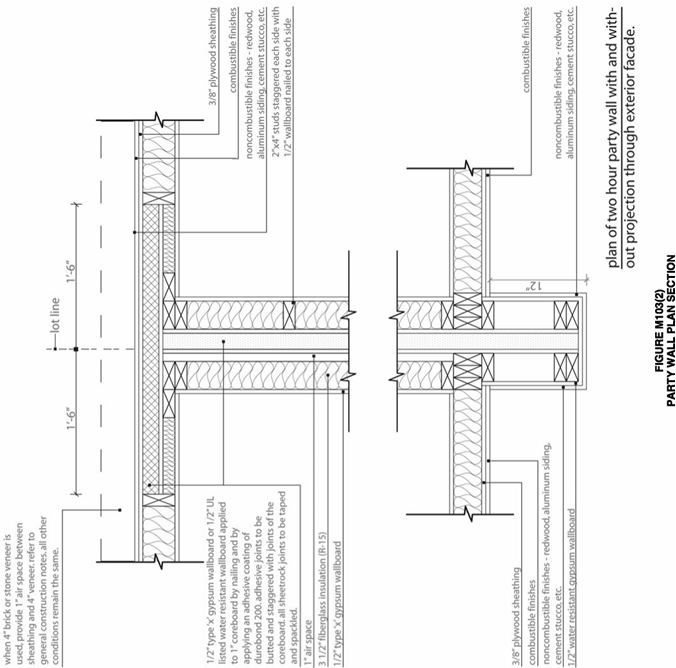 when 4" brick or stone veneer is
used, provide 1" air space between
sheathing and 4" veneer. refer to
general construction notes. all other
conditions remain the same.
1'-6"
lot line
1'-6"
3/8" plywood sheathing
combustible finishes
noncombustible finishes - redwood,
aluminum siding, cement stucco, etc.
2"x4" studs staggered each side with
1/2" wallboard nailed to each side
1/2" type 'x' gypsum wallboard or 1/2" UL
listed water resistant wallboard applied
to 1" coreboard by nailing and by
applying an adhesive coating of
durobond 200. adhesive joints to be
butted and staggered with joints of the
coreboard. all sheetrock joints to be taped
and spackled.
1" air space
3 1/2" fiberglass insulation (R-15)
1/2" type 'x' gypsum wallboard
combustible finishes
noncombustible finishes - redwood,
aluminum siding, cement stucco, etc.
12"
3/8" plywood sheathing
combustible finishes
noncombustible finishes - redwood, aluminum siding,
cement stucco, etc.
1/2" water resistant gypsum wallboard
plan of two hour party wall with and with-
out projection through exterior facade.
FIGURE M103(2)
PARTY WALL PLAN SECTION